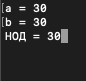 a = 30
b = 30
НОД = 30